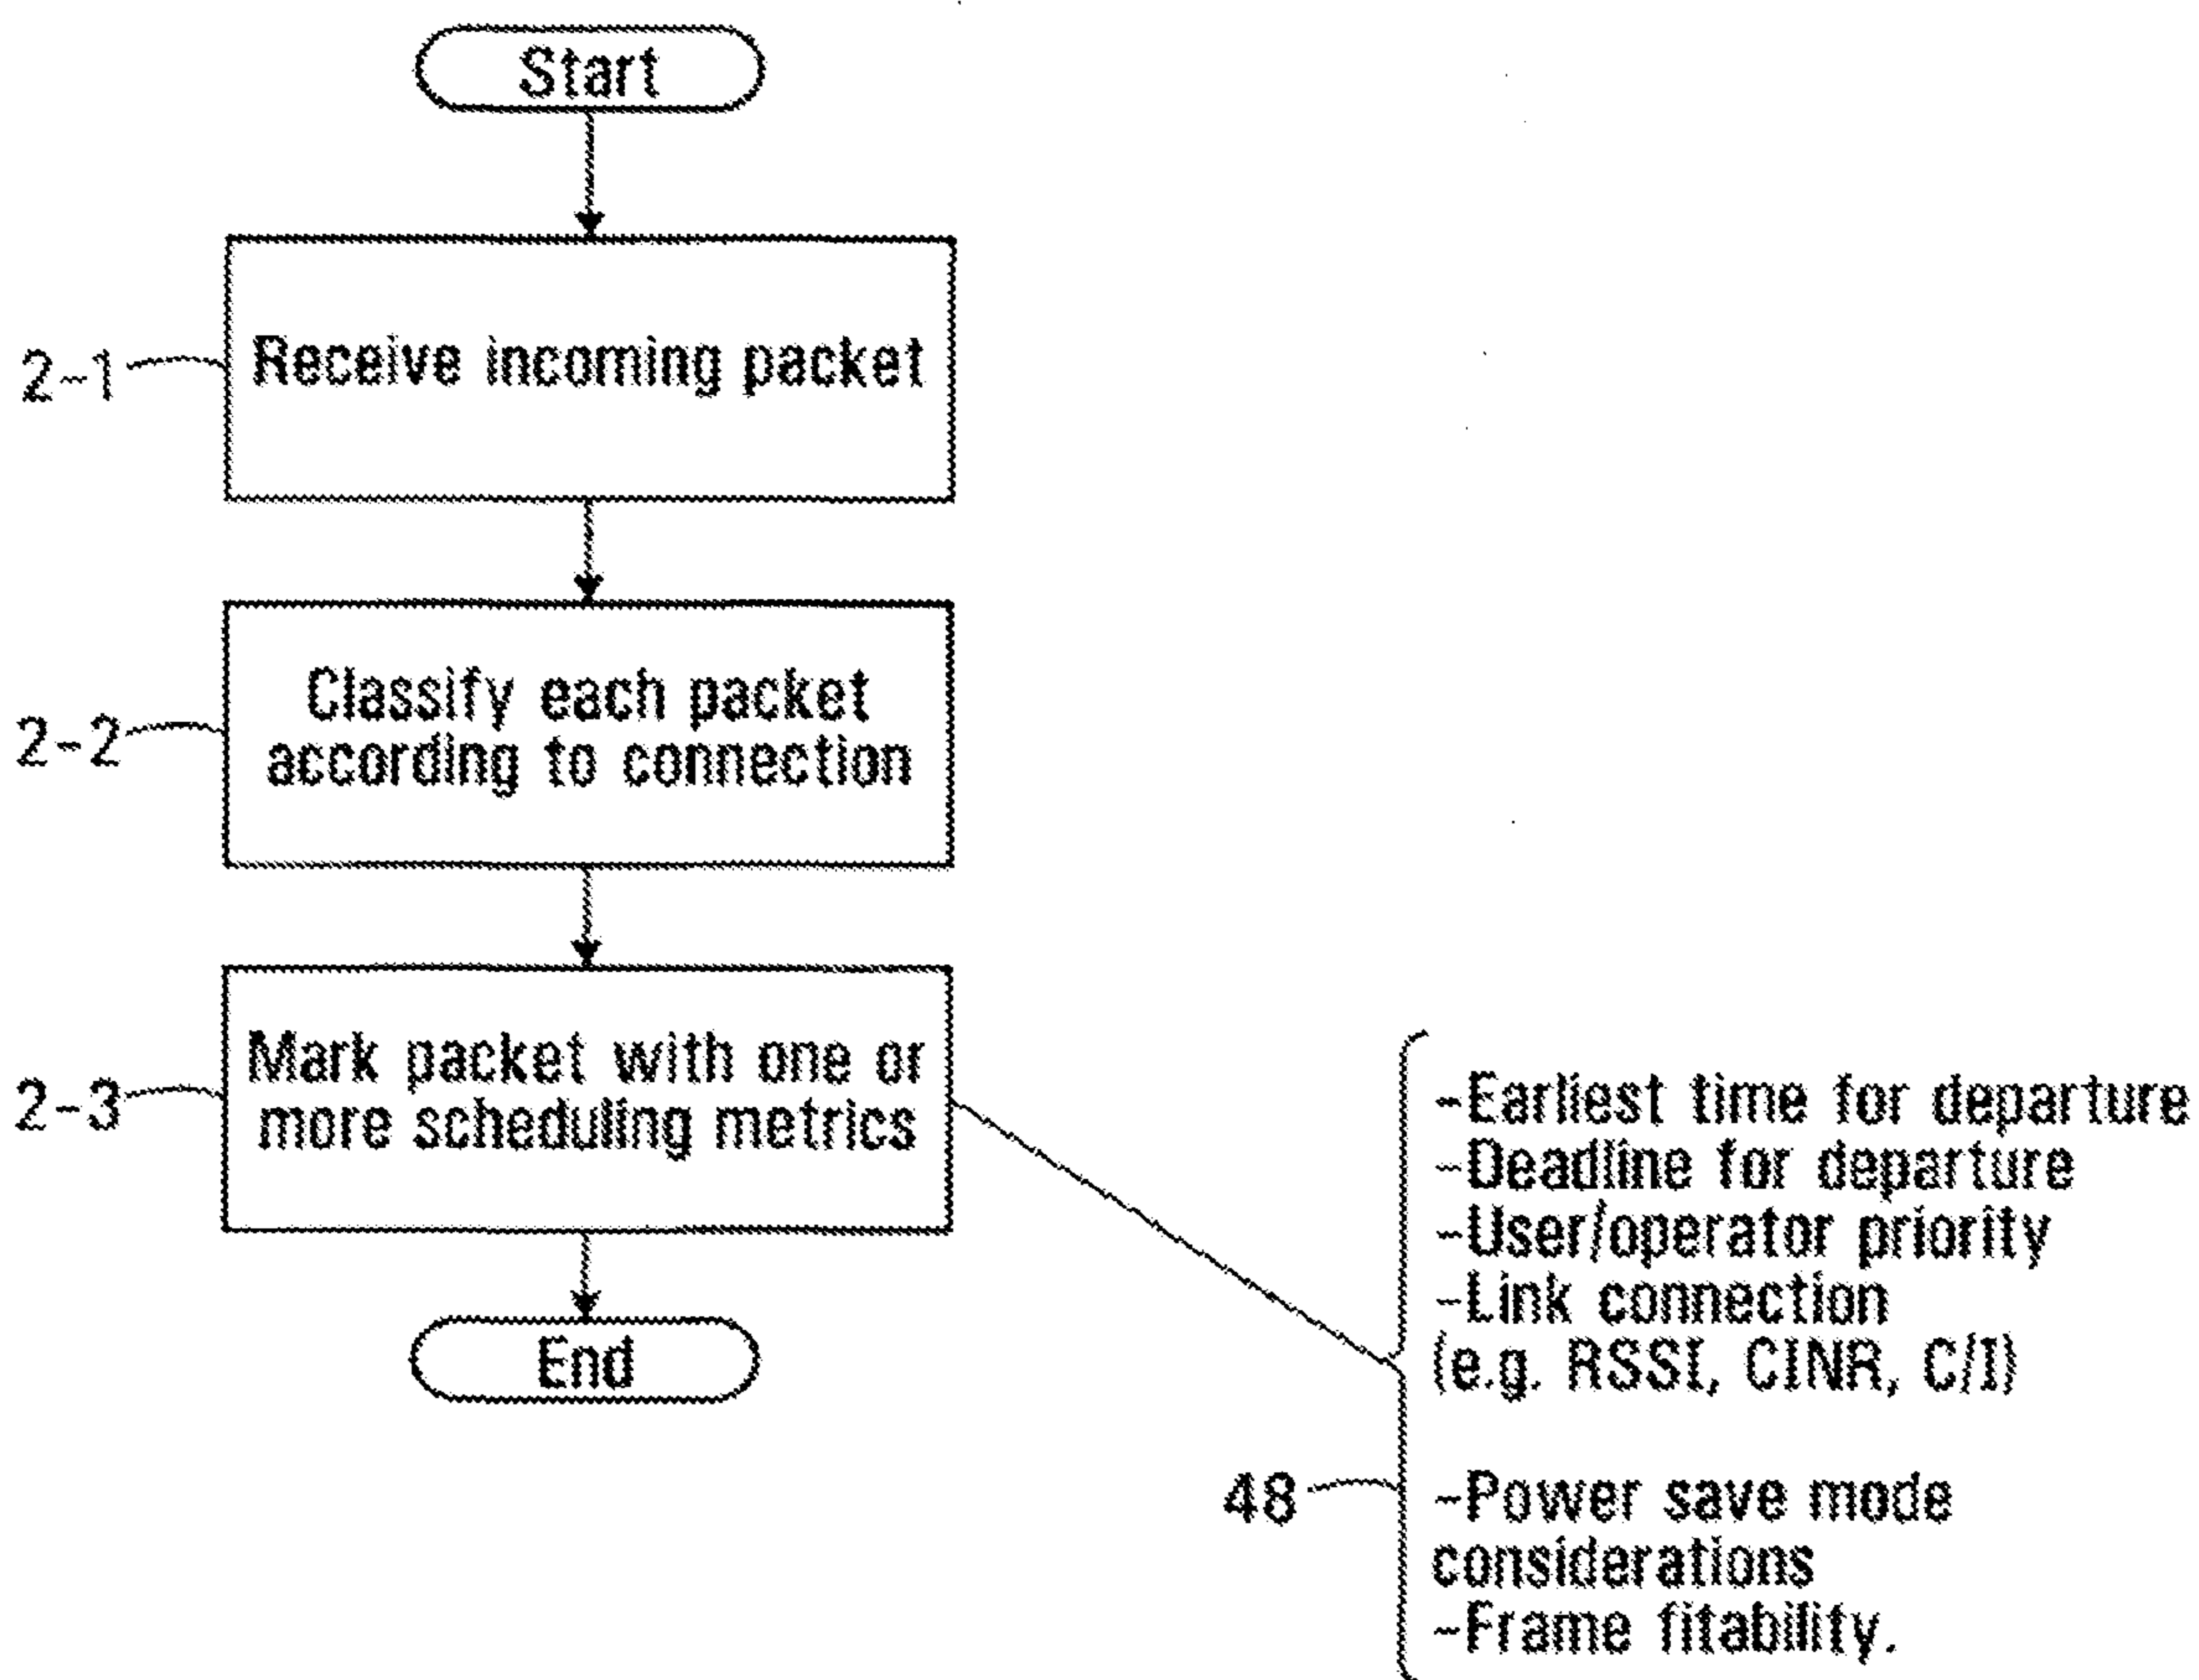 Start
2-1
Receive incoming packet
2-2
Classify each packet
according to connection
2-3
Mark packet with one or
more scheduling metrics
End
48
-Earliest time for departure
-Deadline for departure
-User/operator priority
-Link connection
(e.g. RSSI, CINR, C/I)
-Power save mode
considerations
-Frame fitability.